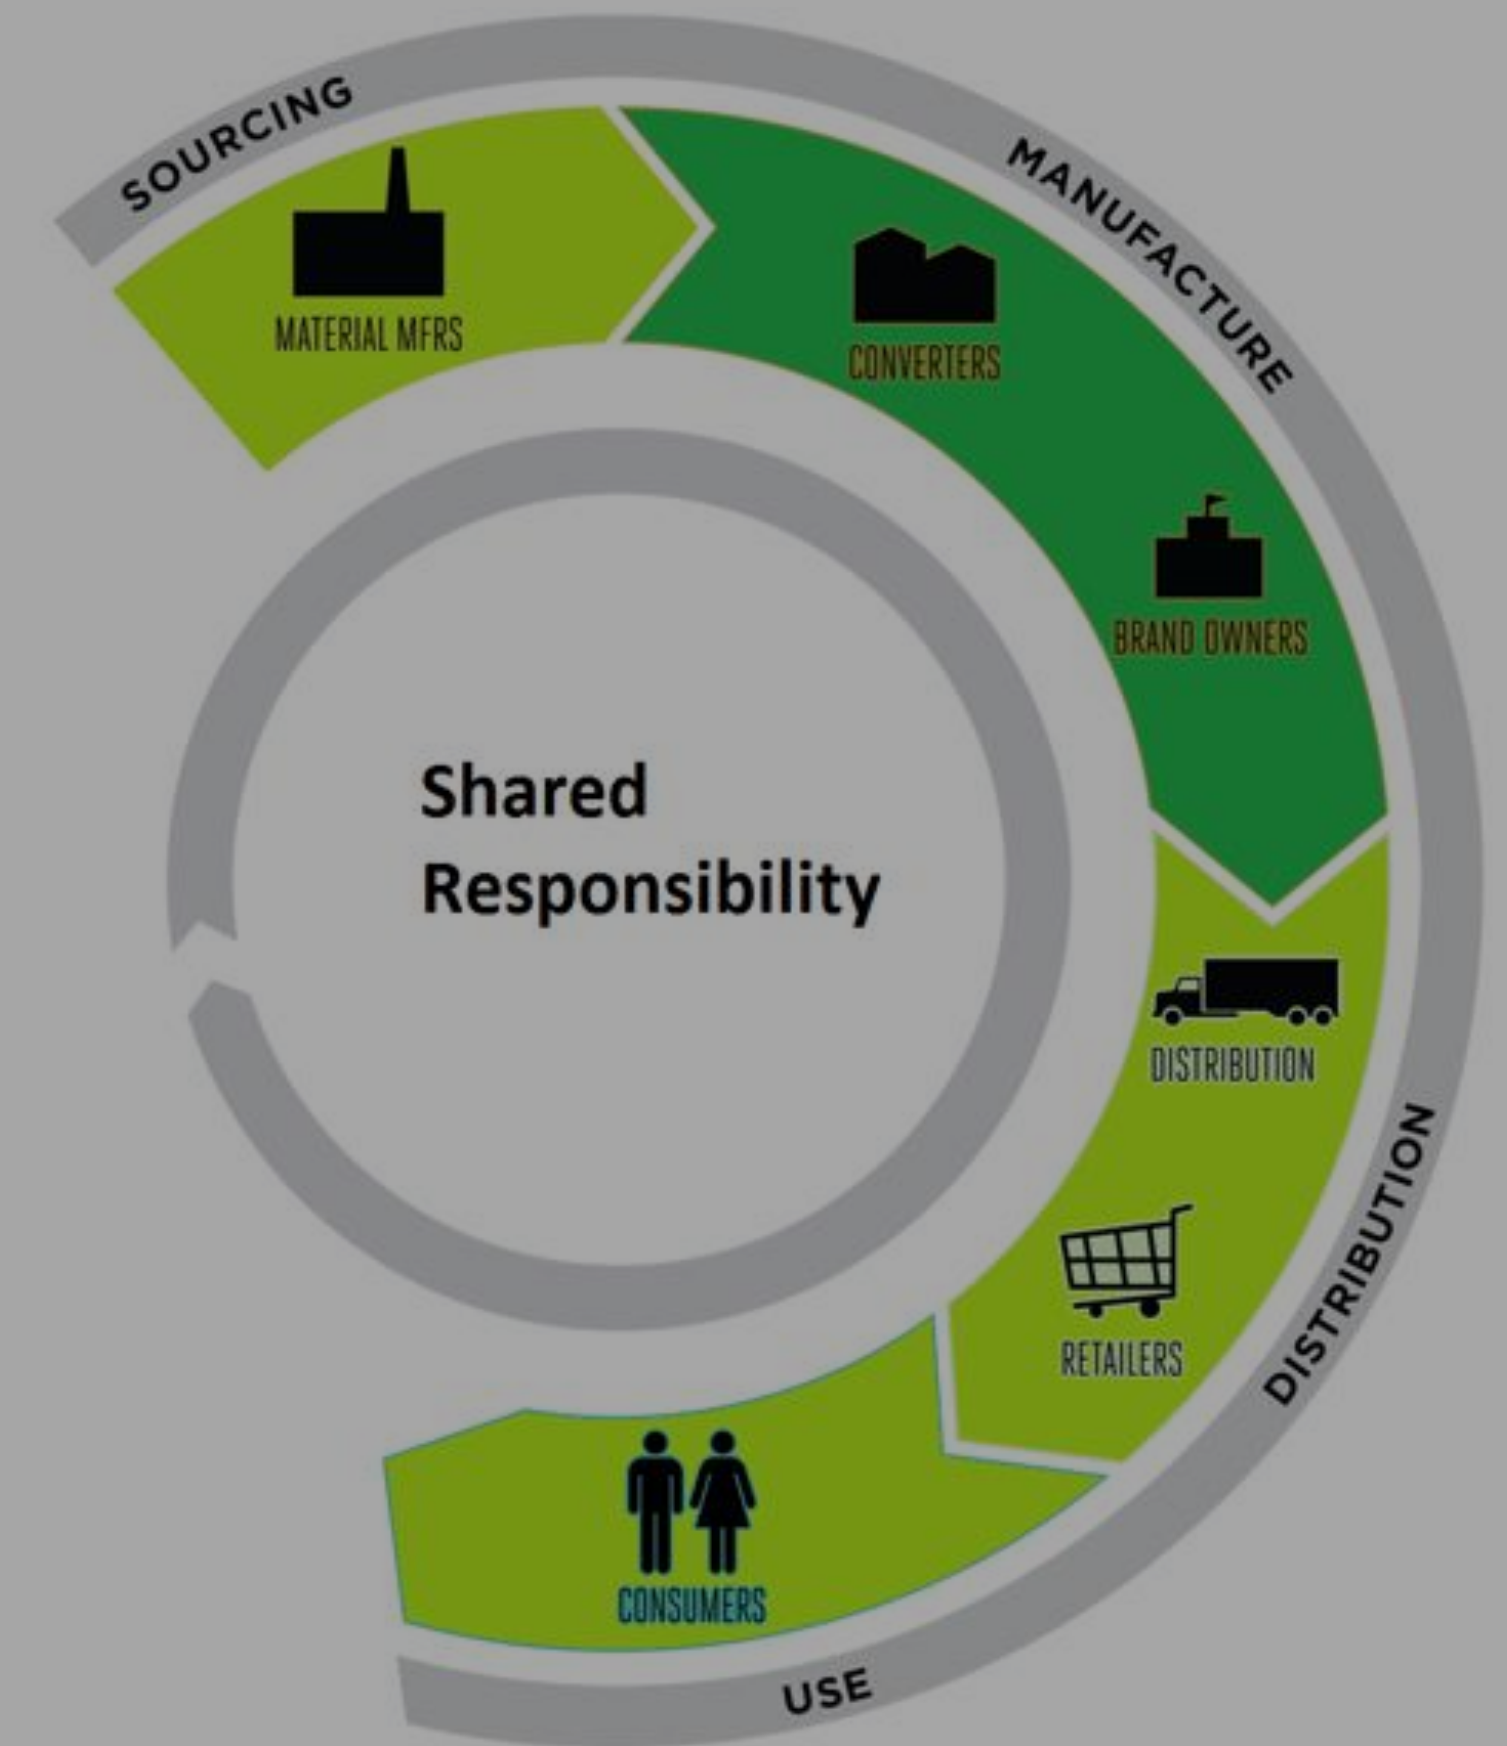 SOURCING
MATERIAL MFRS
MANUFACTURE
CONVERTERS
BRAND OWNERS
Shared
Responsibility
DISTRIBUTION
DISTRIBUTION
RETAILERS
CONSUMERS
USE